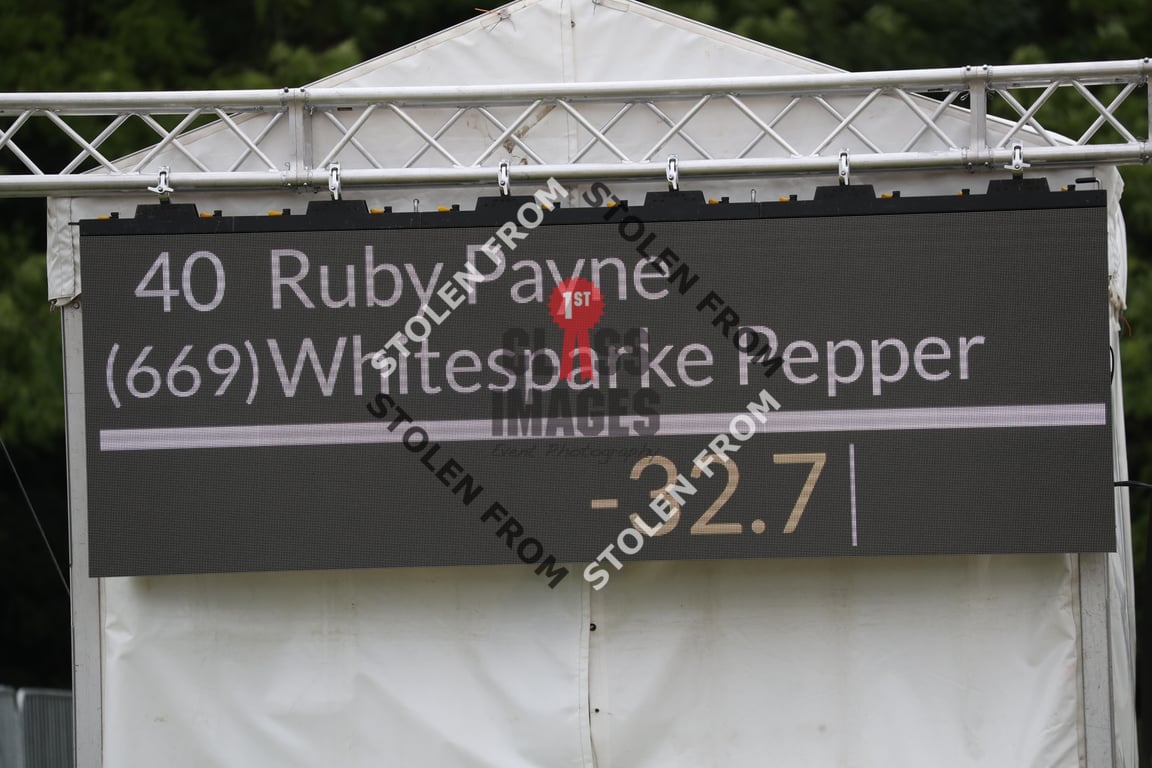 40 Ruby Payne
(669) Whitesparke Pepper
-32.7
STOLEN FROM
STOLEN FROM
STOLEN FROM
STOLEN FROM
1ST
IMAGES
Event Photography